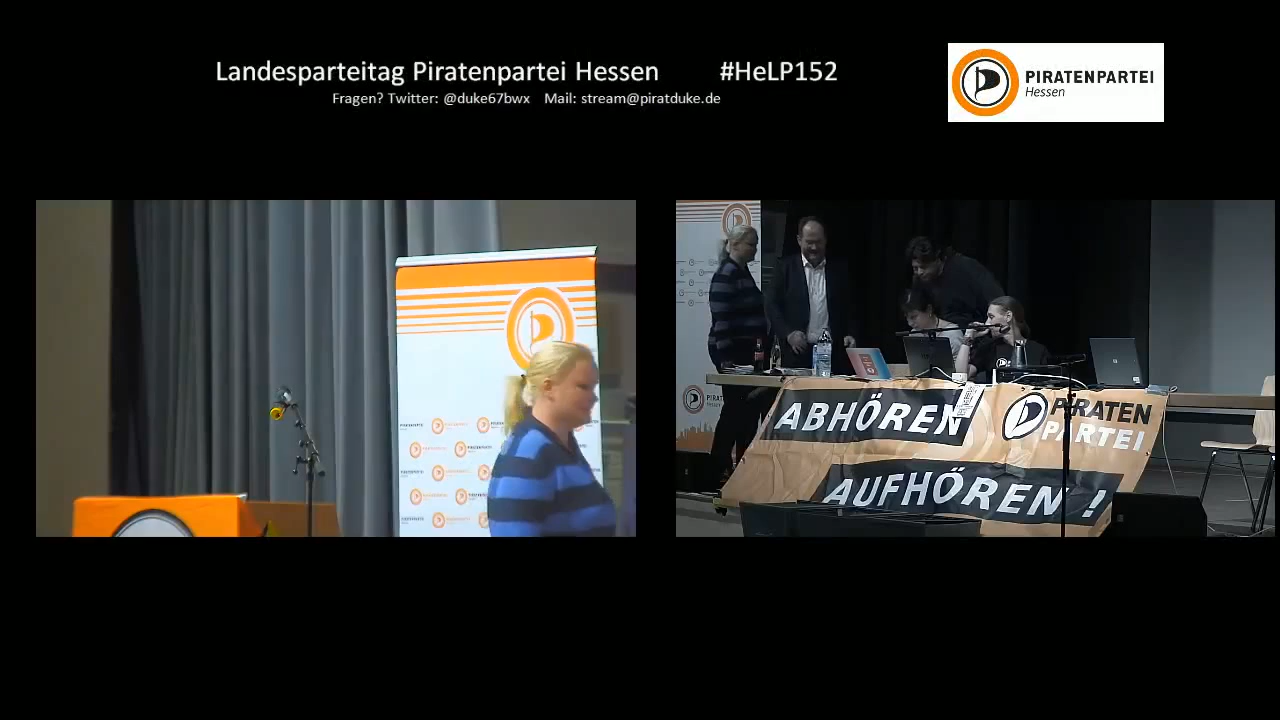 Landesparteitag Piratenpartei Hessen #HeLP152
Fragen? Twitter: @duke67bwx Mail: stream@piratduke.de
PIRATENPARTEI
Hessen
ABHÖREN
AUFHÖREN !
PIRATEN
PARTEI